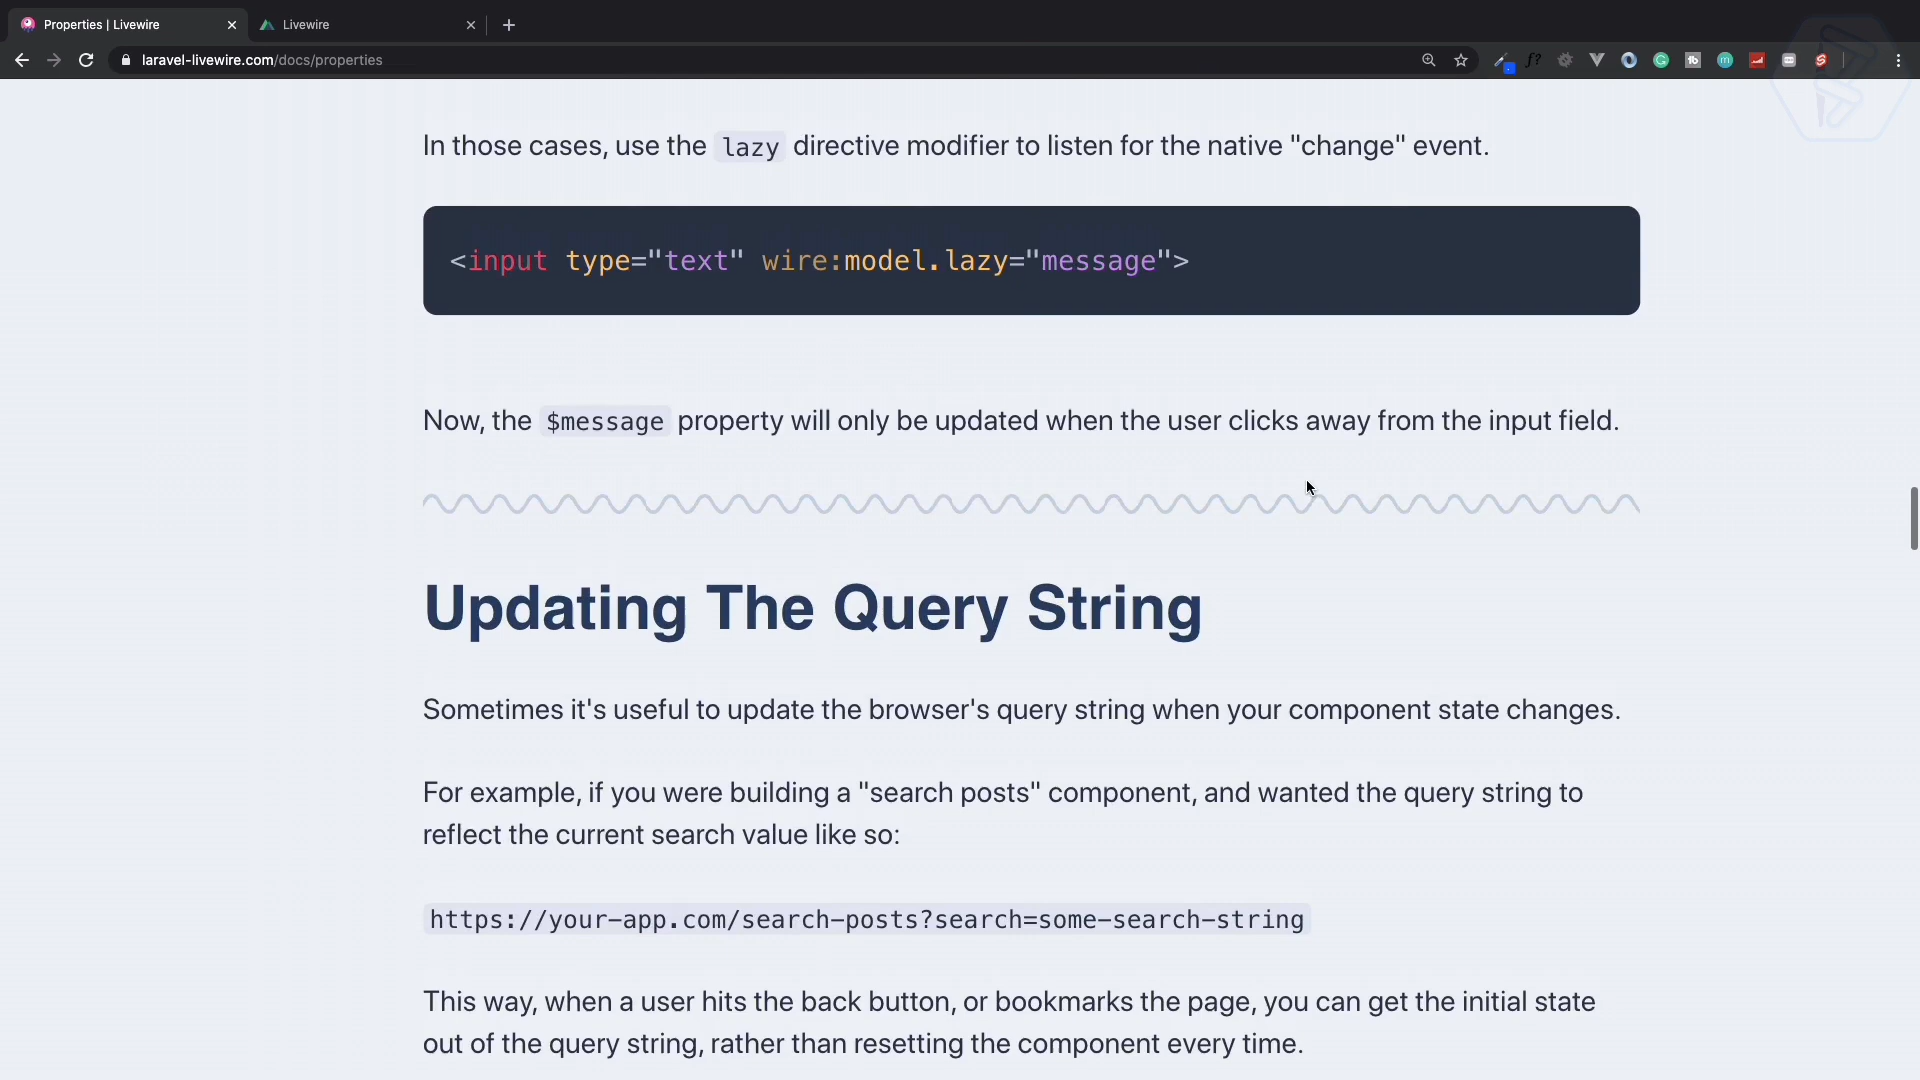 Properties | Livewire
Livewire
laravel-livewire.com/docs/properties
In those cases, use the lazy directive modifier to listen for the native "change" event.
<input type="text" wire:model.lazy="message">
Now, the $message property will only be updated when the user clicks away from the input field.
Updating The Query String
Sometimes it's useful to update the browser's query string when your component state changes.
For example, if you were building a "search posts" component, and wanted the query string to
reflect the current search value like so:
https://your-app.com/search-posts?search=some-search-string
This way, when a user hits the back button, or bookmarks the page, you can get the initial state
out of the query string, rather than resetting the component every time.